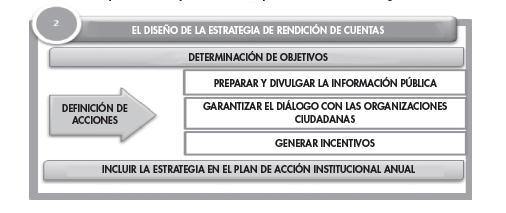 2
EL DISEÑO DE LA ESTRATEGIA DE RENDICIÓN DE CUENTAS
DETERMINACIÓN DE OBJETIVOS
DEFINICIÓN DE
ACCIONES
PREPARAR Y DIVULGAR LA INFORMACIÓN PÚBLICA
GARANTIZAR EL DIÁLOGO CON LAS ORGANIZACIONES
CIUDADANAS
GENERAR INCENTIVOS
INCLUIR LA ESTRATEGIA EN EL PLAN DE ACCIÓN INSTITUCIONAL ANUAL